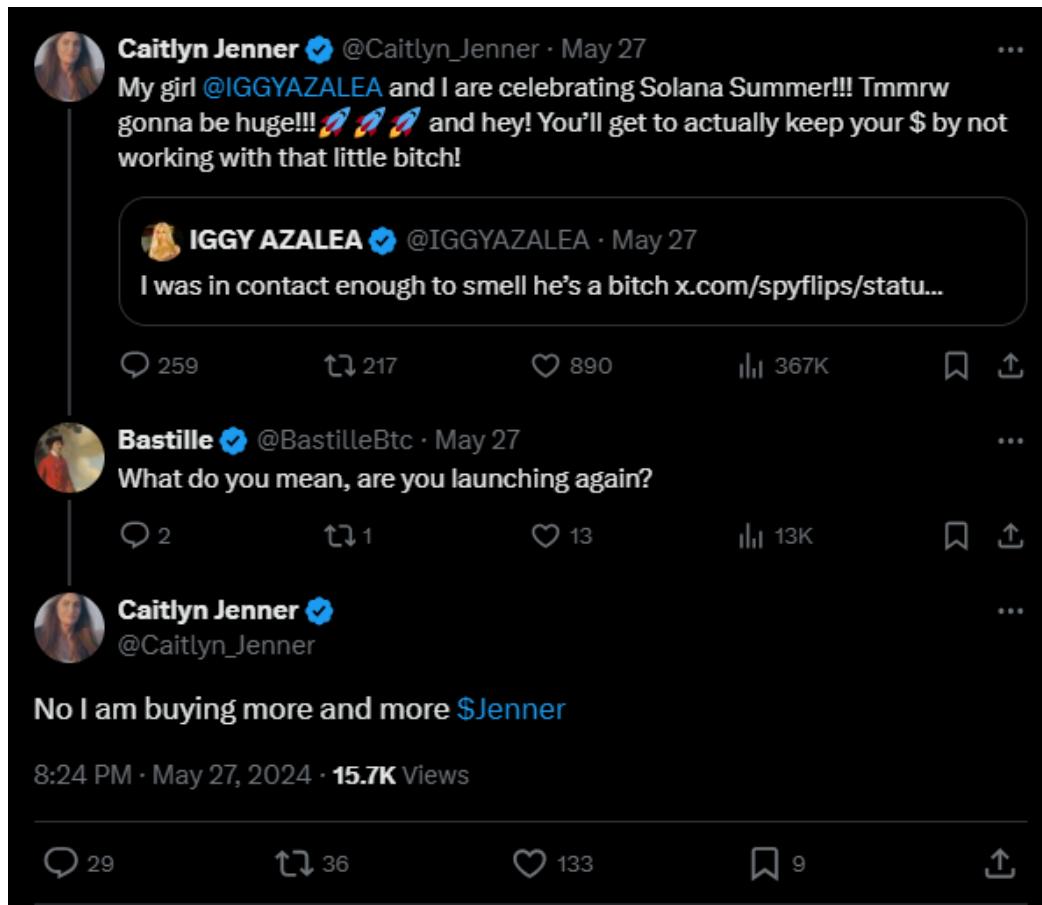 Caitlyn Jenner @Caitlyn_Jenner · May 27
My girl @IGGYAZALEA and I are celebrating Solana Summer!!! Tmmrw
gonna be huge!!!🚀🚀🚀 and hey! You’ll get to actually keep your $ by not
working with that little bitch!
IGGY AZALEA @IGGYAZALEA · May 27
I was in contact enough to smell he’s a bitch x.com/spyflips/statu...
259 217 890 367K
Bastille @BastilleBtc · May 27
What do you mean, are you launching again?
2 1 13 13K
Caitlyn Jenner
@Caitlyn_Jenner
No I am buying more and more $Jenner
8:24 PM · May 27, 2024 · 15.7K Views
29 36 133 9